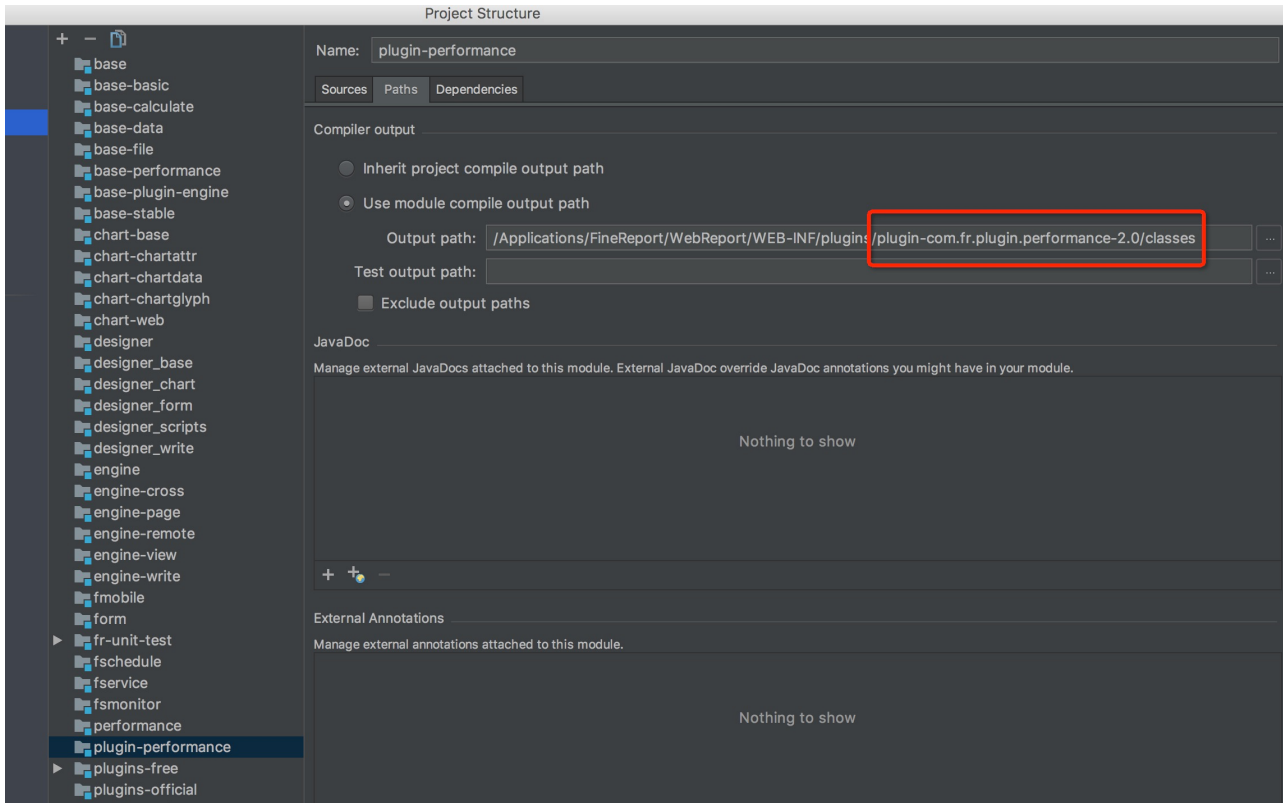 Project Structure
base
base-basic
base-calculate
base-data
base-file
base-performance
base-plugin-engine
base-stable
chart-base
chart-chartattr
chart-chartdata
chart-chartglyph
chart-web
designer
designer_base
designer_chart
designer_form
designer_scripts
designer_write
engine
engine-cross
engine-page
engine-remote
engine-view
engine-write
fmobile
form
fr-unit-test
fschedule
fservice
fsmonitor
performance
plugin-performance
plugins-free
plugins-official
Name: plugin-performance
Sources Paths Dependencies
Compiler output
Inherit project compile output path
Use module compile output path
Output path: /Applications/FineReport/WebReport/WEB-INF/plugins/plugin-com.fr.plugin.performance-2.0/classes ...
Test output path: ...
Exclude output paths
JavaDoc
Manage external JavaDocs attached to this module. External JavaDoc override JavaDoc annotations you might have in your module.
Nothing to show
External Annotations
Manage external annotations attached to this module.
Nothing to show